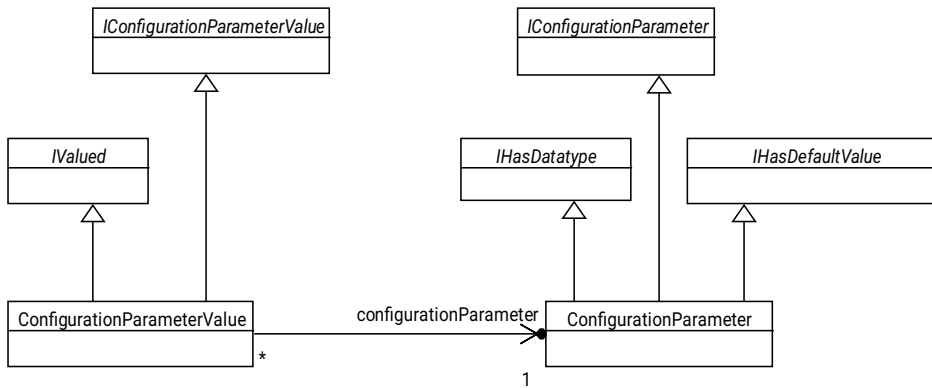 IConfigurationParameterValue
IConfigurationParameter
IValued
IHasDatatype
IHasDefaultValue
configurationParameter
ConfigurationParameterValue
ConfigurationParameter
*
1